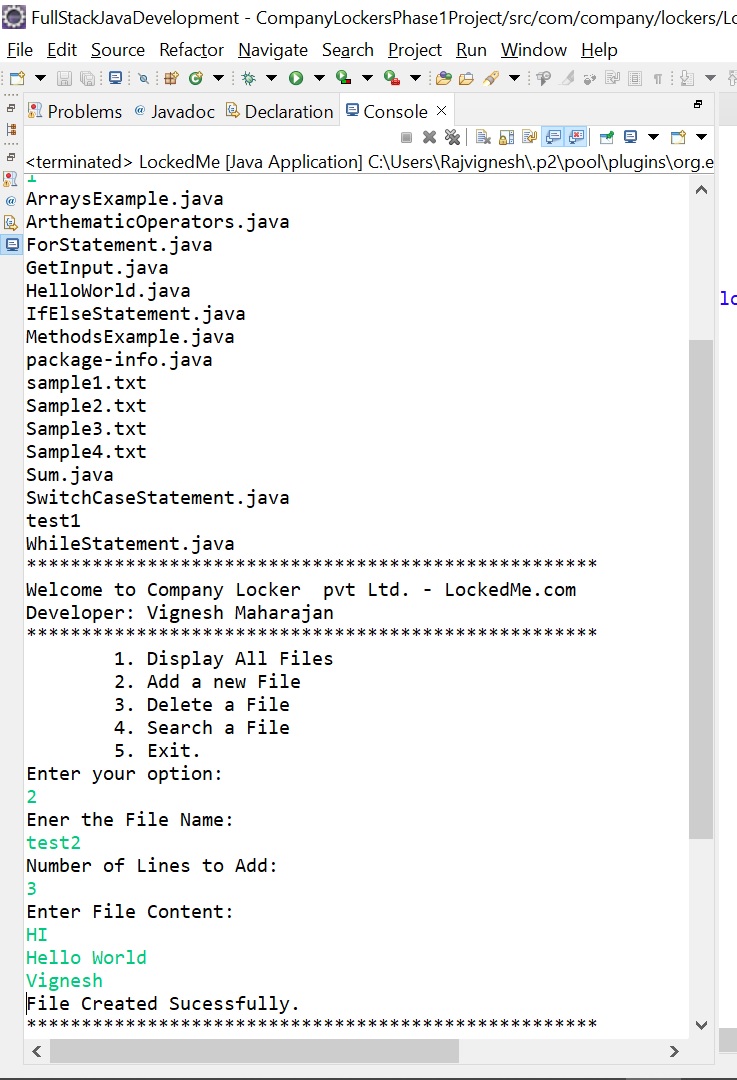 FullStackJavaDevelopment - CompanyLockersPhase1Project/src/com/company/lockers/Lo
File Edit Source Refactor Navigate Search Project Run Window Help
Problems @ Javadoc Declaration Console
<terminated> LockedMe [Java Application] C:\Users\Rajvignesh\.p2\pool\plugins\org.e
1
ArraysExample.java
ArthematicOperators.java
ForStatement.java
GetInput.java
HelloWorld.java
IfElseStatement.java
MethodsExample.java
package-info.java
sample1.txt
Sample2.txt
Sample3.txt
Sample4.txt
Sum.java
SwitchCaseStatement.java
test1
WhileStatement.java
****************************************************
Welcome to Company Locker  pvt Ltd. - LockedMe.com
Developer: Vignesh Maharajan
****************************************************
1. Display All Files
2. Add a new File
3. Delete a File
4. Search a File
5. Exit.
Enter your option:
2
Ener the File Name:
test2
Number of Lines to Add:
3
Enter File Content:
HI
Hello World
Vignesh
File Created Sucessfully.
****************************************************